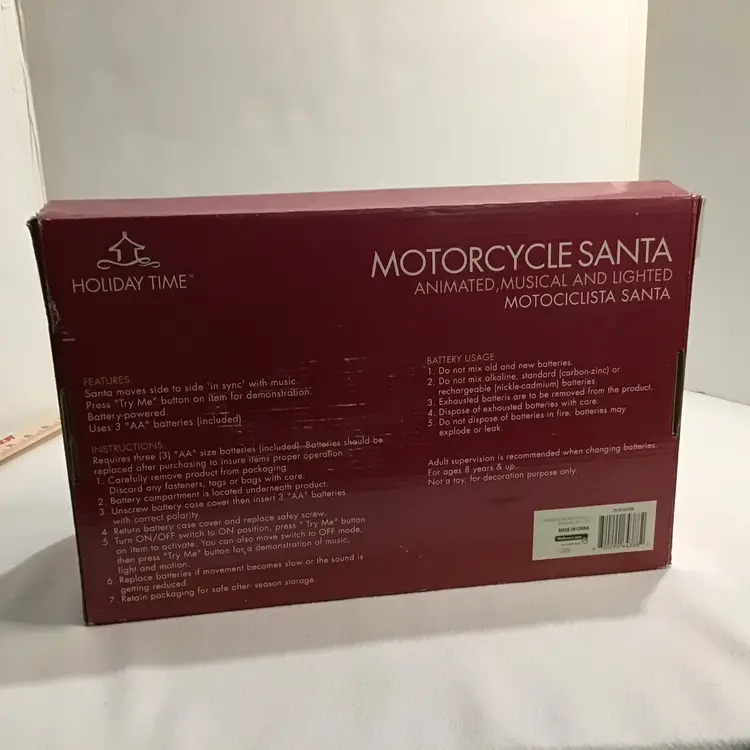 HOLIDAY TIME™
MOTORCYCLE SANTA
ANIMATED, MUSICAL AND LIGHTED
MOTOCICLISTA SANTA
FEATURES:
Santa moves side to side 'in sync' with music.
Press "Try Me" button on item for demonstration.
Battery-powered
Uses 3 "AA" batteries (included)
INSTRUCTIONS:
Requires three (3) "AA" size batteries (included). Batteries should be
replaced after purchasing to insure items proper operation
1. Carefully remove product from packaging
Discard any fasteners, tags or bags with care.
2. Battery compartment is located underneath product.
3. Unscrew battery case cover then insert 3 "AA" batteries
with correct polarity.
4. Return battery case cover and replace safey screw.
5. Turn ON/OFF switch to ON position, press " Try Me" button
an item to activate. You can also move switch to OFF mode,
then press "Try Me" button for a demonstration of music,
light and motion.
6. Replace batteries if movement becomes slow or the sound is
getting reduced.
7. Retain packaging for safe after- season storage.
BATTERY USAGE:
1. Do not mix old and new batteries.
2. Do not mix alkaline, standard (carbon-zinc) or
rechargeable (nickle-cadmium) batteries.
3. Exhausted batteris are to be removed from the product.
4. Dispose of exhausted batteries with care.
5. Do not dispose of batteries in fire, batteries may
explode or leak.
Adult supervision is recommended when changing batteries.
For ages 8 years & up.
Not a toy, for decoration purpose only.
MADE IN CHINA